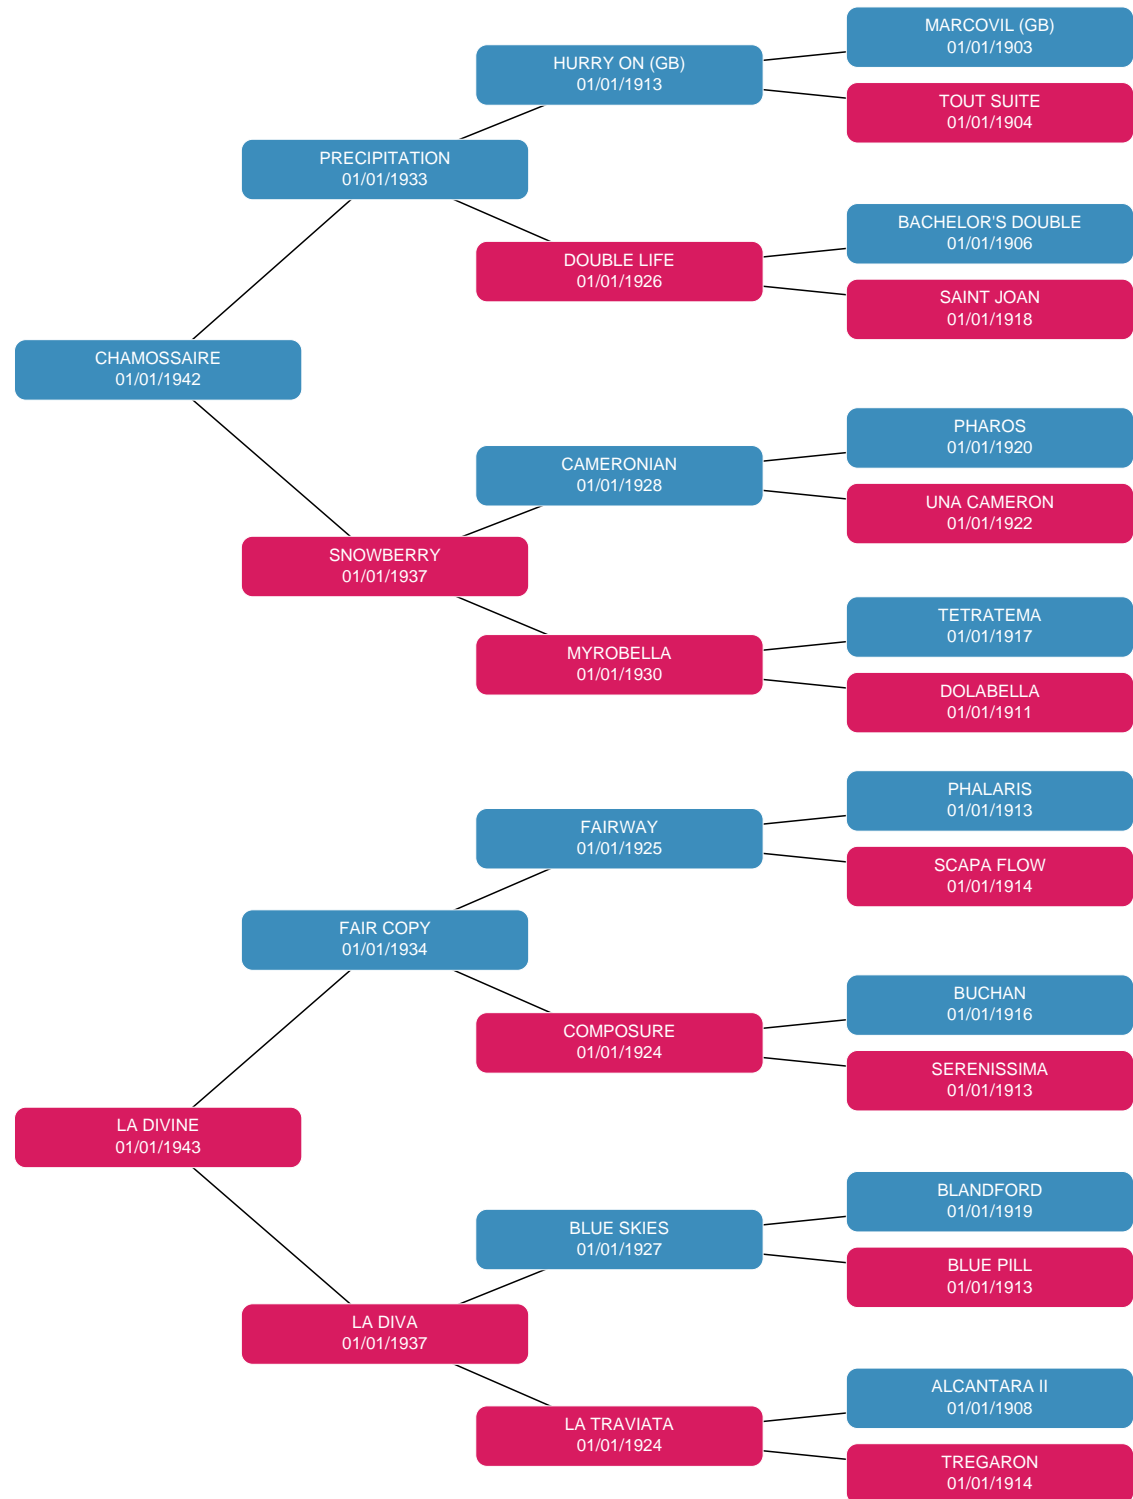 MARCOVIL (GB)
01/01/1903
HURRY ON (GB)
01/01/1913
TOUT SUITE
01/01/1904
PRECIPITATION
01/01/1933
BACHELOR'S DOUBLE
01/01/1906
DOUBLE LIFE
01/01/1926
SAINT JOAN
01/01/1918
CHAMOSSAIRE
01/01/1942
PHAROS
01/01/1920
CAMERONIAN
01/01/1928
UNA CAMERON
01/01/1922
SNOWBERRY
01/01/1937
TETRATEMA
01/01/1917
MYROBELLA
01/01/1930
DOLABELLA
01/01/1911
PHALARIS
01/01/1913
FAIRWAY
01/01/1925
SCAPA FLOW
01/01/1914
FAIR COPY
01/01/1934
BUCHAN
01/01/1916
COMPOSURE
01/01/1924
SERENISSIMA
01/01/1913
LA DIVINE
01/01/1943
BLANDFORD
01/01/1919
BLUE SKIES
01/01/1927
BLUE PILL
01/01/1913
LA DIVA
01/01/1937
ALCANTARA II
01/01/1908
LA TRAVIATA
01/01/1924
TREGARON
01/01/1914